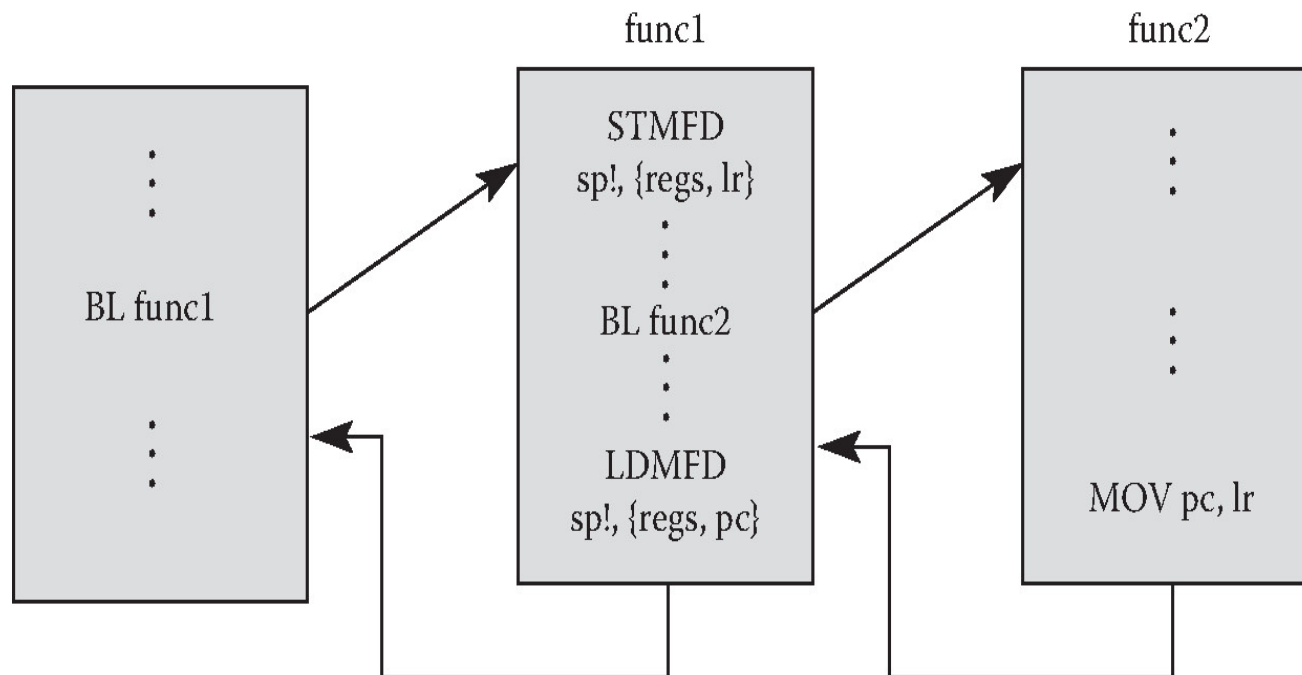 BL func1
func1
STMFD
sp!, {regs, lr}
BL func2
LDMFD
sp!, {regs, pc}
func2
MOV pc, lr